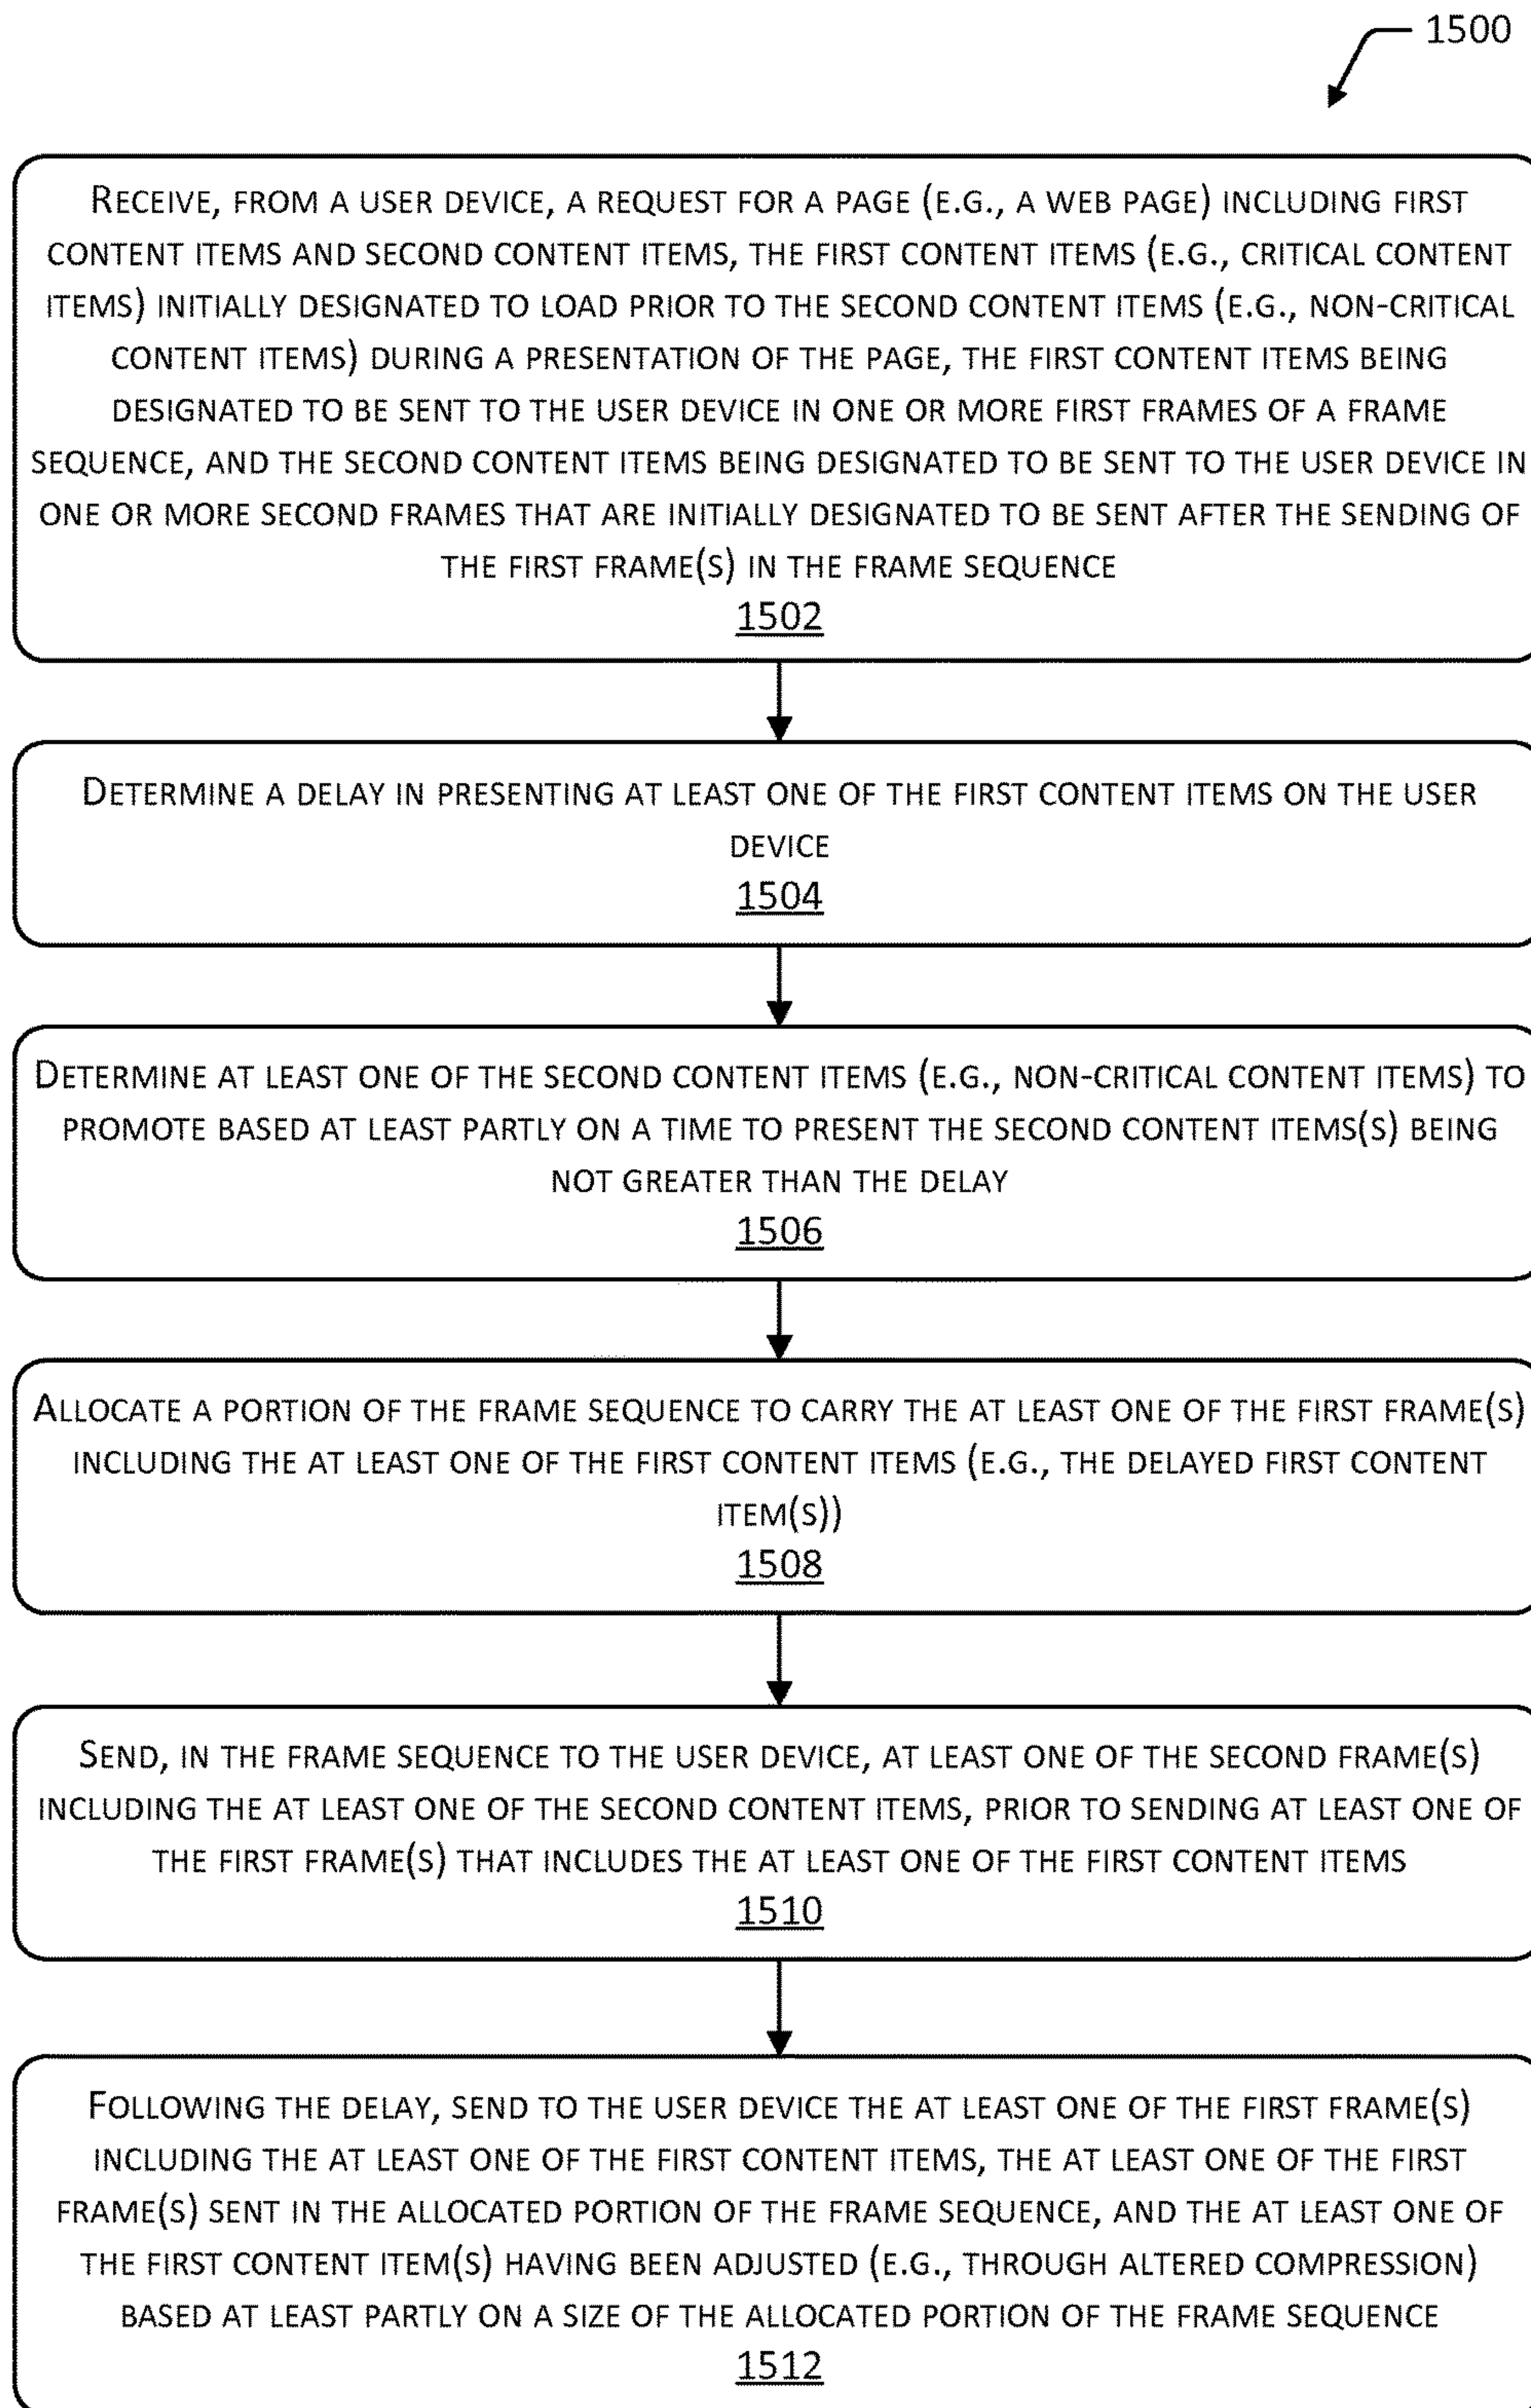 1500
RECEIVE, FROM A USER DEVICE, A REQUEST FOR A PAGE (E.G., A WEB PAGE) INCLUDING FIRST
CONTENT ITEMS AND SECOND CONTENT ITEMS, THE FIRST CONTENT ITEMS (E.G., CRITICAL CONTENT
ITEMS) INITIALLY DESIGNATED TO LOAD PRIOR TO THE SECOND CONTENT ITEMS (E.G., NON-CRITICAL
CONTENT ITEMS) DURING A PRESENTATION OF THE PAGE, THE FIRST CONTENT ITEMS BEING
DESIGNATED TO BE SENT TO THE USER DEVICE IN ONE OR MORE FIRST FRAMES OF A FRAME
SEQUENCE, AND THE SECOND CONTENT ITEMS BEING DESIGNATED TO BE SENT TO THE USER DEVICE IN
ONE OR MORE SECOND FRAMES THAT ARE INITIALLY DESIGNATED TO BE SENT AFTER THE SENDING OF
THE FIRST FRAME(S) IN THE FRAME SEQUENCE
1502
DETERMINE A DELAY IN PRESENTING AT LEAST ONE OF THE FIRST CONTENT ITEMS ON THE USER
DEVICE
1504
DETERMINE AT LEAST ONE OF THE SECOND CONTENT ITEMS (E.G., NON-CRITICAL CONTENT ITEMS) TO
PROMOTE BASED AT LEAST PARTLY ON A TIME TO PRESENT THE SECOND CONTENT ITEMS(S) BEING
NOT GREATER THAN THE DELAY
1506
ALLOCATE A PORTION OF THE FRAME SEQUENCE TO CARRY THE AT LEAST ONE OF THE FIRST FRAME(S)
INCLUDING THE AT LEAST ONE OF THE FIRST CONTENT ITEMS (E.G., THE DELAYED FIRST CONTENT
ITEM(S))
1508
SEND, IN THE FRAME SEQUENCE TO THE USER DEVICE, AT LEAST ONE OF THE SECOND FRAME(S)
INCLUDING THE AT LEAST ONE OF THE SECOND CONTENT ITEMS, PRIOR TO SENDING AT LEAST ONE OF
THE FIRST FRAME(S) THAT INCLUDES THE AT LEAST ONE OF THE FIRST CONTENT ITEMS
1510
FOLLOWING THE DELAY, SEND TO THE USER DEVICE THE AT LEAST ONE OF THE FIRST FRAME(S)
INCLUDING THE AT LEAST ONE OF THE FIRST CONTENT ITEMS, THE AT LEAST ONE OF THE FIRST
FRAME(S) SENT IN THE ALLOCATED PORTION OF THE FRAME SEQUENCE, AND THE AT LEAST ONE OF
THE FIRST CONTENT ITEM(S) HAVING BEEN ADJUSTED (E.G., THROUGH ALTERED COMPRESSION)
BASED AT LEAST PARTLY ON A SIZE OF THE ALLOCATED PORTION OF THE FRAME SEQUENCE
1512